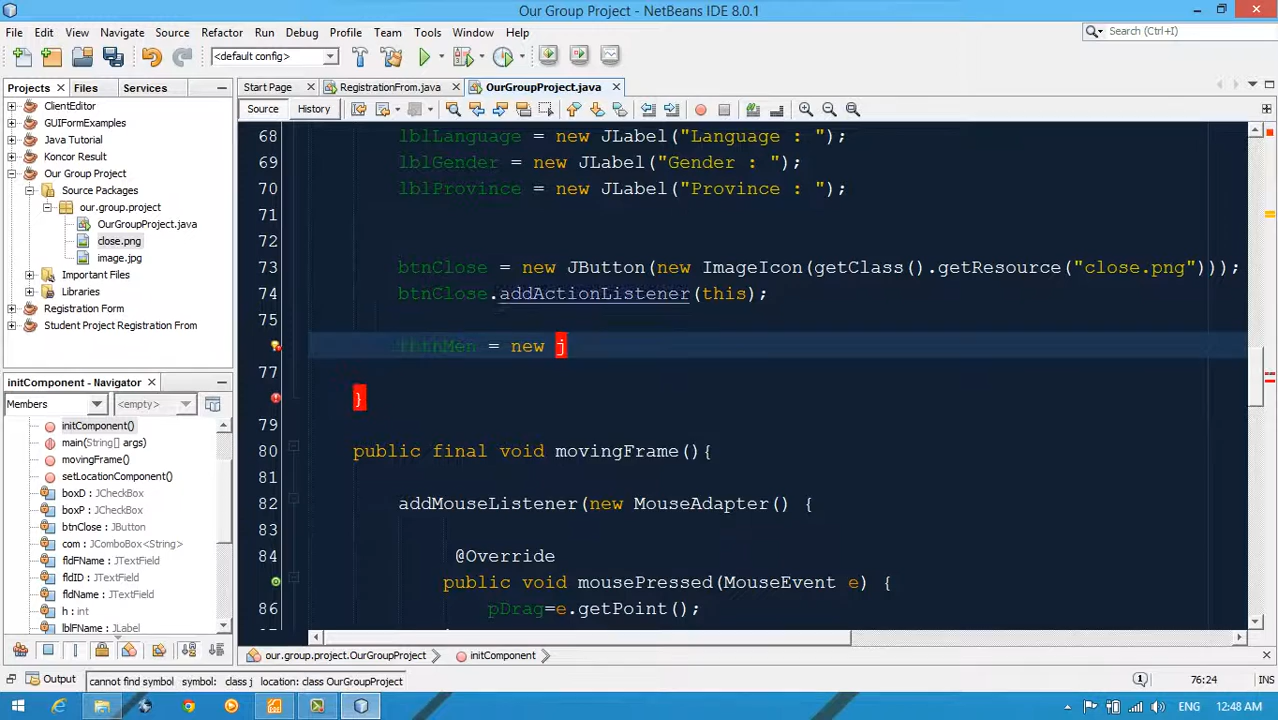 Our Group Project - NetBeans IDE 8.0.1
File Edit View Navigate Source Refactor Run Debug Profile Team Tools Window Help
Search (Ctrl+I)
<default config>
Projects Files Services
Start Page RegistrationFrom.java OurGroupProject.java
Source History
ClientEditor
GUIFormExamples
Java Tutorial
Koncor Result
Our Group Project
Source Packages
our.group.project
OurGroupProject.java
close.png
image.jpg
Important Files
Libraries
Registration Form
Student Project Registration From
initComponent - Navigator
Members <empty>
initComponent()
main(String[] args)
movingFrame()
setLocationComponent()
boxD : JCheckBox
boxP : JCheckBox
btnClose : JButton
com : JComboBox<String>
fldFName : JTextField
fldID : JTextField
fldName : JTextField
h : int
lblFName : JLabel
68 lblLanguage = new JLabel("Language : ");
69 lblGender = new JLabel("Gender : ");
70 lblProvince = new JLabel("Province : ");
71
72
73 btnClose = new JButton(new ImageIcon(getClass().getResource("close.png")));
74 btnClose.addActionListener(this);
75
= new j
77
}
79
80 public final void movingFrame(){
81
82 addMouseListener(new MouseAdapter() {
83
84 @Override
public void mousePressed(MouseEvent e) {
86 pDrag=e.getPoint();
our.group.project.OurGroupProject initComponent
Output cannot find symbol symbol: class j location: class OurGroupProject 1 76:24 INS
ENG 12:48 AM